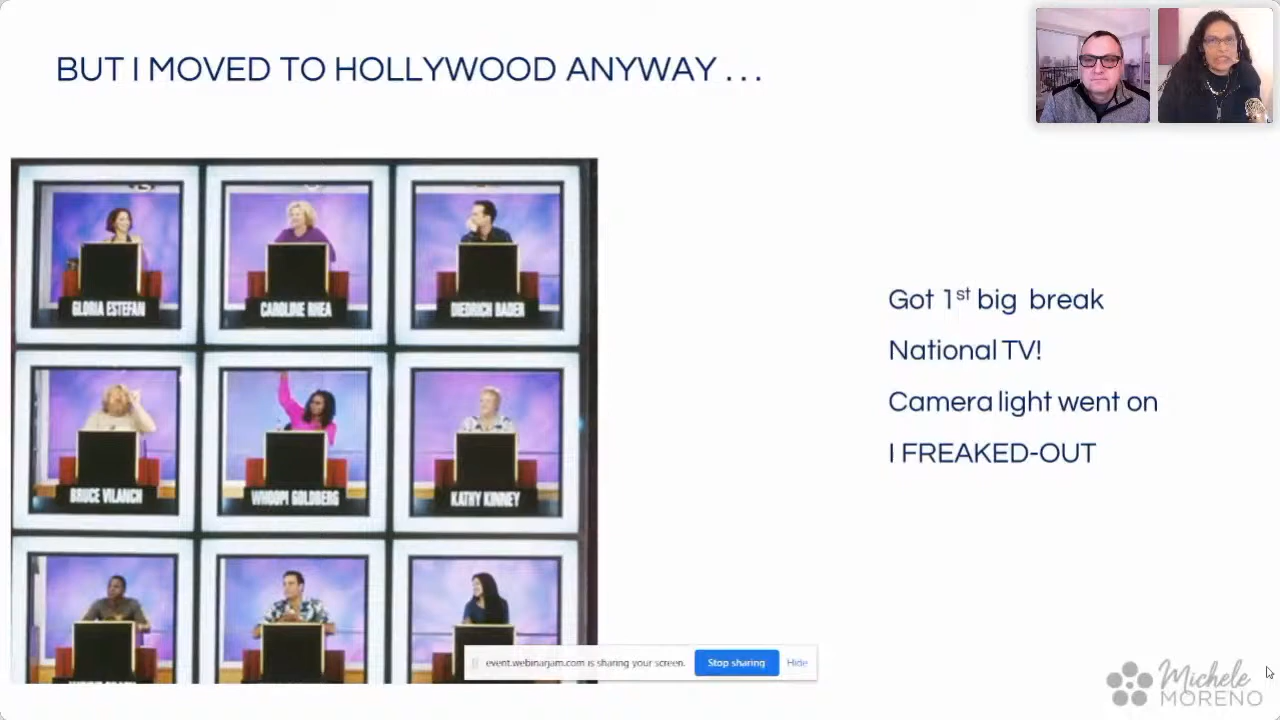 BUT I MOVED TO HOLLYWOOD ANYWAY . . .
GLORIA ESTEFAN
CAROLINE RHEA
DIEDRICH BADER
BRUCE VILANCH
WHOOPI GOLDBERG
KATHY KINNEY
Got 1st big break
National TV!
Camera light went on
I FREAKED-OUT
event.webinarjam.com is sharing your screen.
Stop sharing
Hide
Michele
MORENO